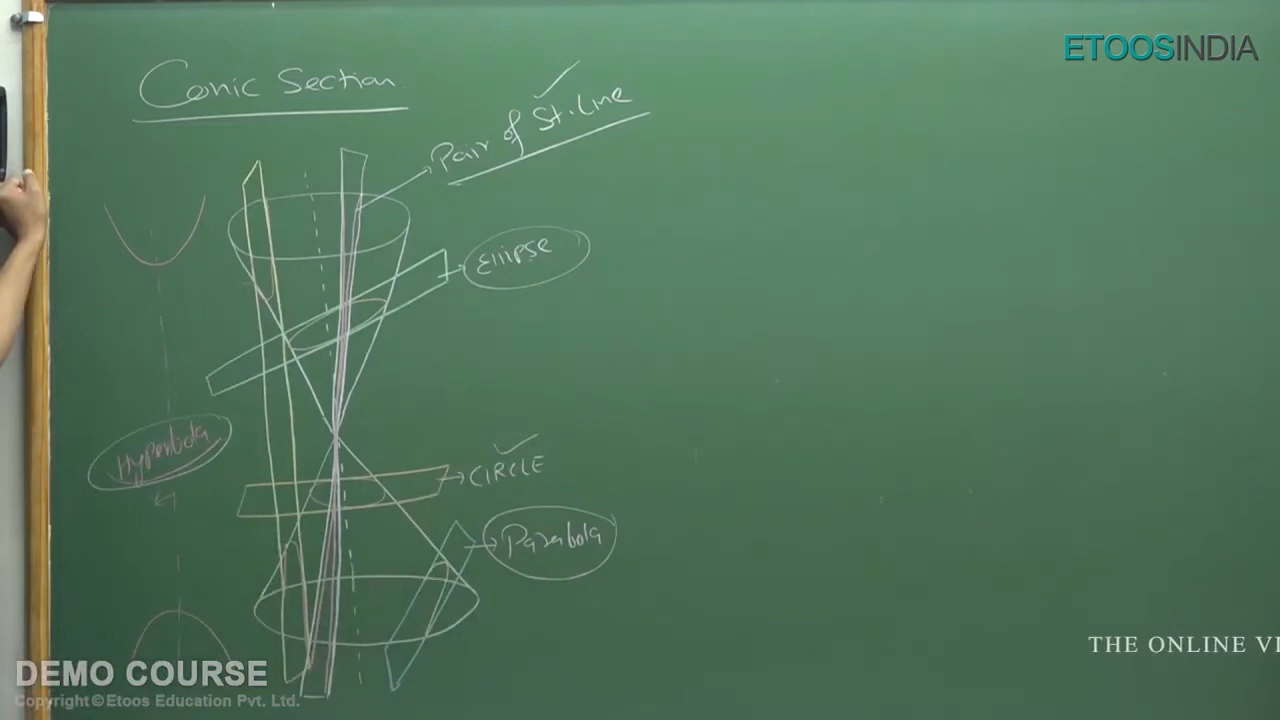 ETOOSINDIA
Conic Section
Pair of St. Line
Ellipse
Hyperbola
CIRCLE
Parabola
THE ONLINE VI
DEMO COURSE
Copyright © Etoos Education Pvt. Ltd.